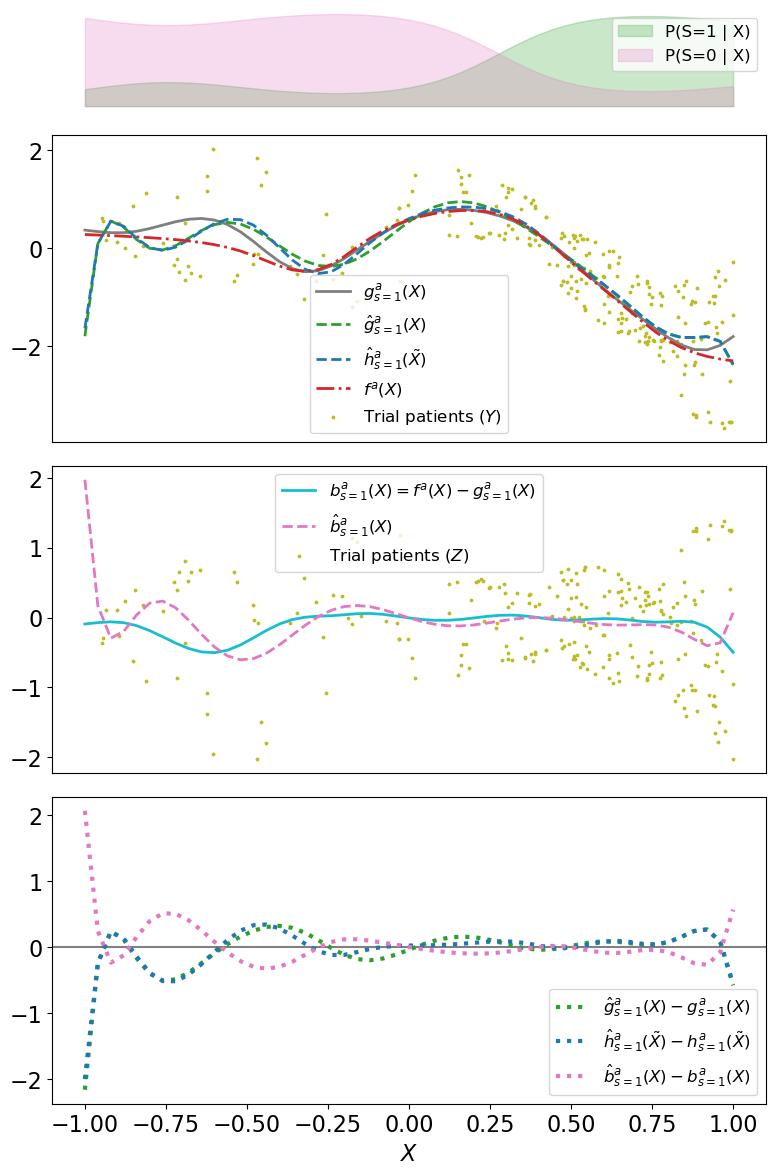 P(S=1 | X)
P(S=0 | X)
2
0
−2
g^a_{s=1}(X)
ĝ^a_{s=1}(X)
ĥ^a_{s=1}(X̃)
f^a(X)
Trial patients (Y)
2
1
0
−1
−2
b^a_{s=1}(X) = f^a(X) − g^a_{s=1}(X)
b̂^a_{s=1}(X)
Trial patients (Z)
2
1
0
−1
−2
ĝ^a_{s=1}(X) − g^a_{s=1}(X)
ĥ^a_{s=1}(X̃) − h^a_{s=1}(X̃)
b̂^a_{s=1}(X) − b^a_{s=1}(X)
−1.00 −0.75 −0.50 −0.25 0.00 0.25 0.50 0.75 1.00
X